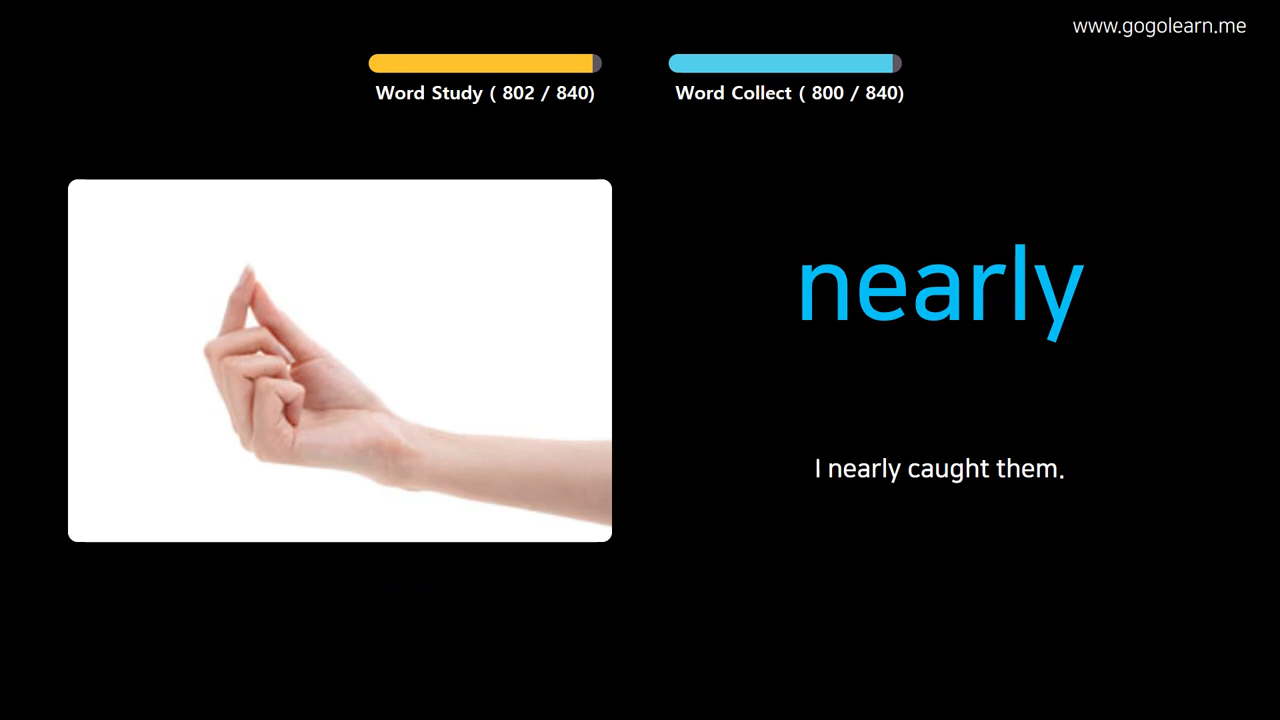 www.gogolearn.me
Word Study ( 802 / 840)
Word Collect ( 800 / 840)
nearly
I nearly caught them.